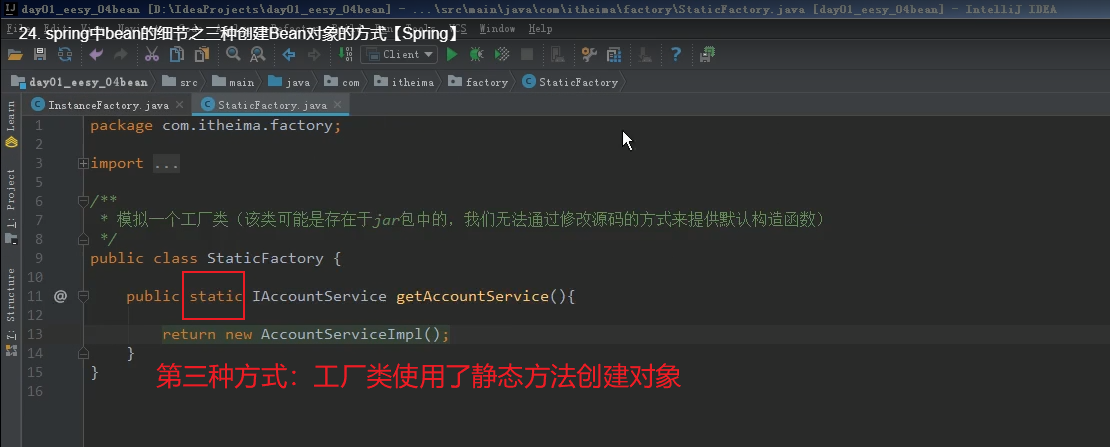 day01_eesy_04bean [D:\IdeaProjects\day01_eesy_04bean] - ...\src\main\java\com\itheima\factory\StaticFactory.java [day01_eesy_04bean] - IntelliJ IDEA
24. spring中bean的细节之三种创建Bean对象的方式【Spring】
Window Help
Client
day01_eesy_04bean src main java com itheima factory StaticFactory
InstanceFactory.java StaticFactory.java
Learn
1: Project
7: Structure
1 package com.itheima.factory;
2
3 import ...
5
6 /**
7 * 模拟一个工厂类（该类可能是存在于jar包中的，我们无法通过修改源码的方式来提供默认构造函数）
8 */
9 public class StaticFactory {
10
11 @ public static IAccountService getAccountService(){
12
13 return new AccountServiceImpl();
14 }
15 }
16
第三种方式：工厂类使用了静态方法创建对象